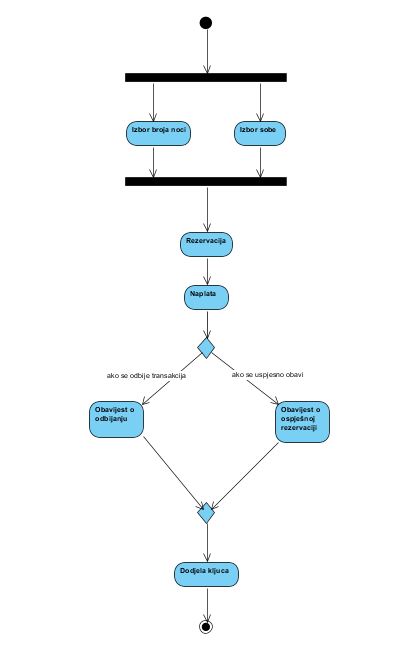 Izbor broja noci
Izbor sobe
Rezervacija
Naplata
ako se odbije transakcija
ako se uspjesno obavi
Obavijest o
odbijanju
Obavijest o
ospješnoj
rezervaciji
Dodjela kljuca